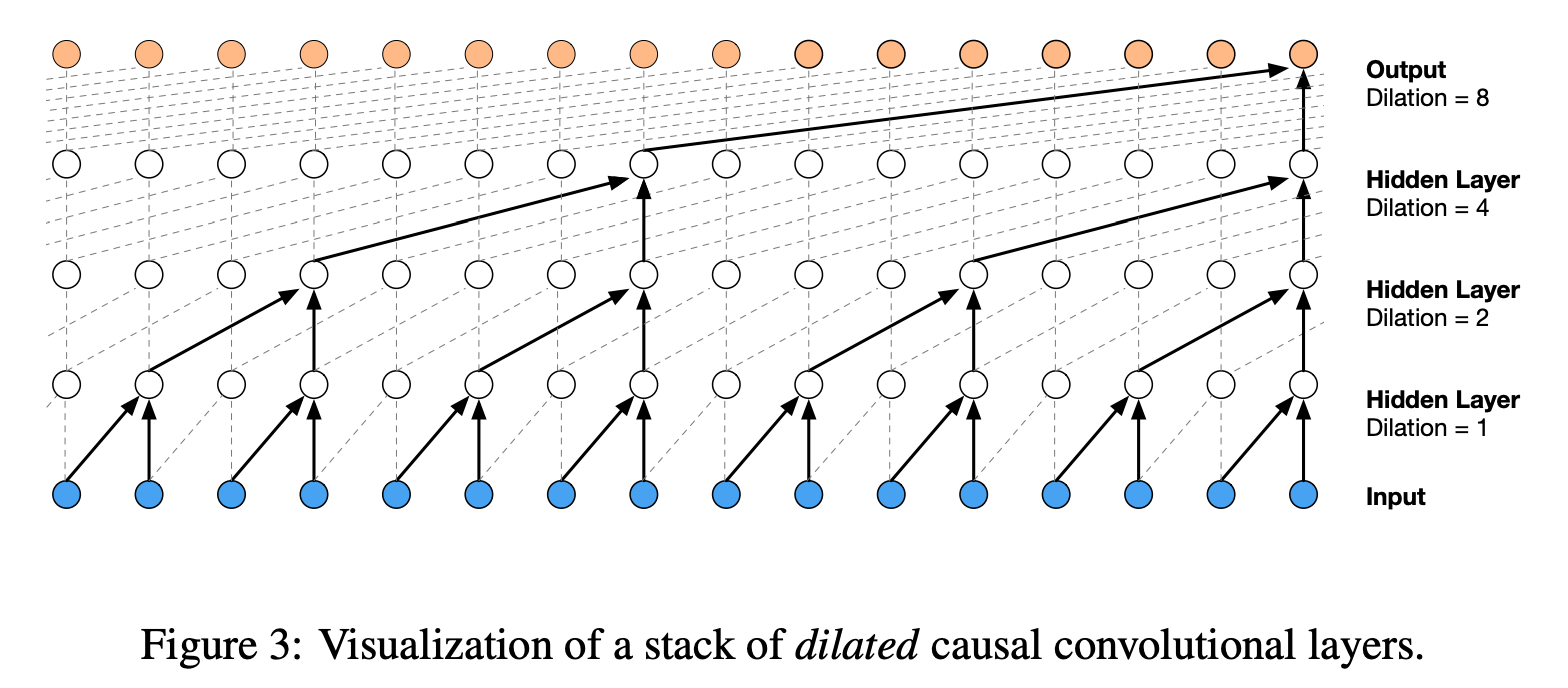 Output
Dilation = 8
Hidden Layer
Dilation = 4
Hidden Layer
Dilation = 2
Hidden Layer
Dilation = 1
Input
Figure 3: Visualization of a stack of dilated causal convolutional layers.